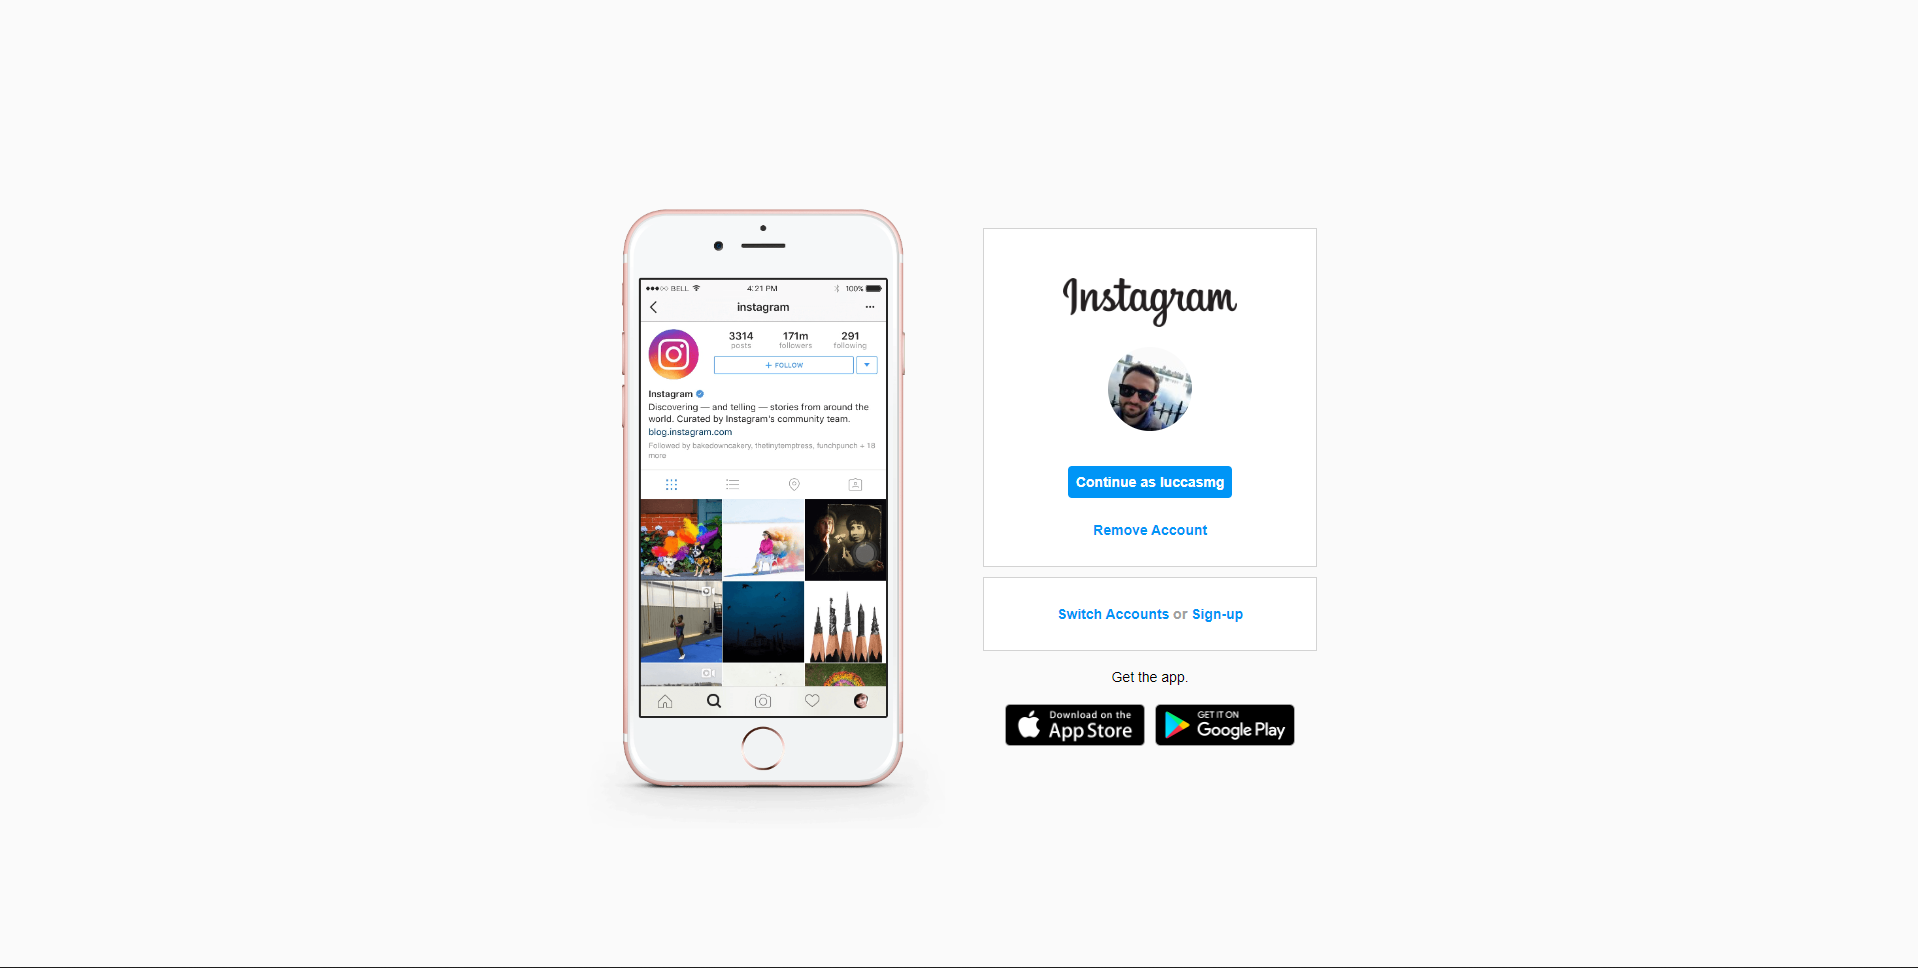 BELL
4:21 PM
100%
instagram
3314
posts
171m
followers
291
following
+ FOLLOW
Instagram
Discovering — and telling — stories from around the
world. Curated by Instagram's community team.
blog.instagram.com
Followed by bakedowncakery, thetinytemptress, funchpunch + 18
more
Instagram
Continue as luccasmg
Remove Account
Switch Accounts or Sign-up
Get the app.
Download on the
App Store
GET IT ON
Google Play